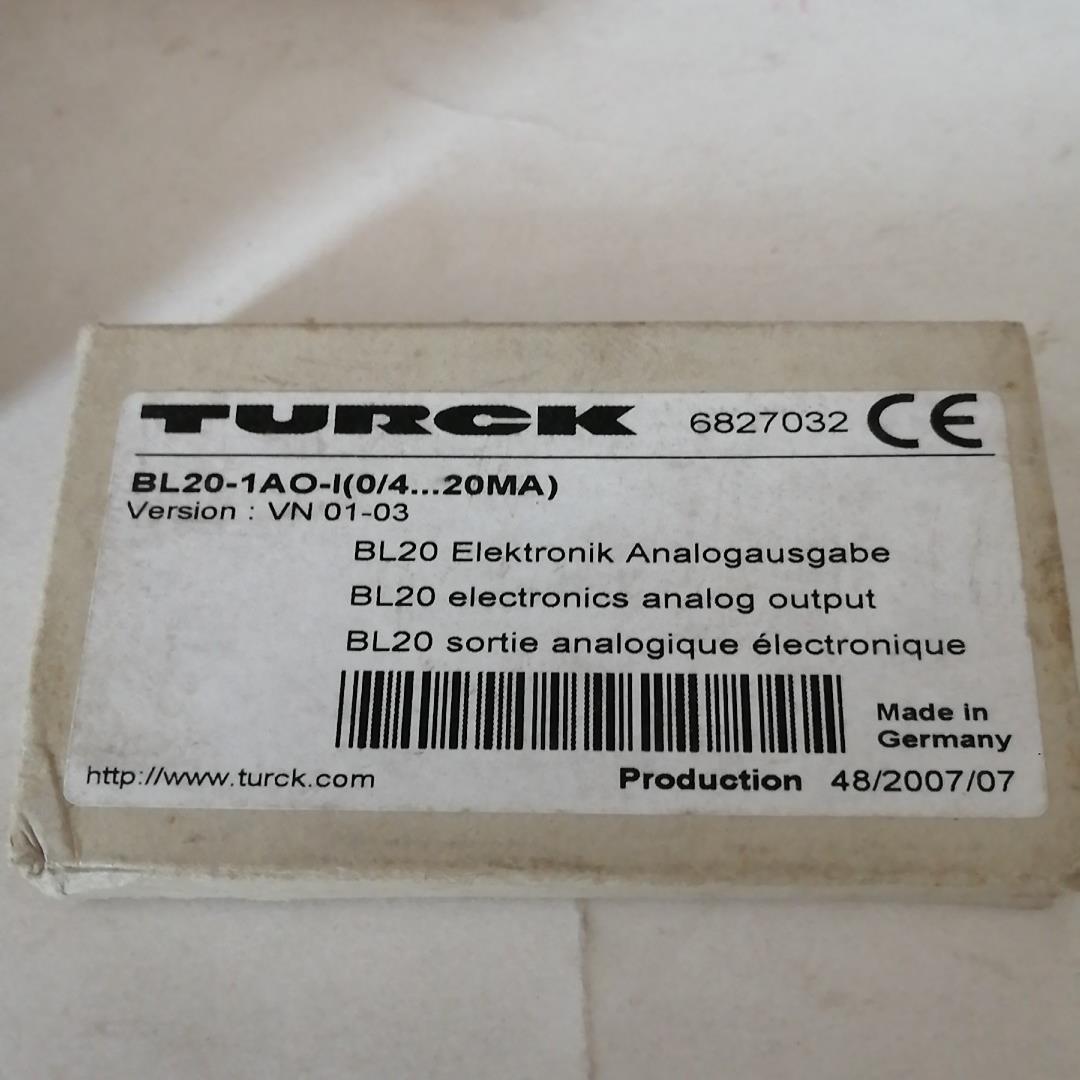 TURCK 6827032 CE
BL20-1AO-I(0/4...20MA)
Version : VN 01-03
BL20 Elektronik Analogausgabe
BL20 electronics analog output
BL20 sortie analogique électronique
Made in
Germany
http://www.turck.com Production 48/2007/07